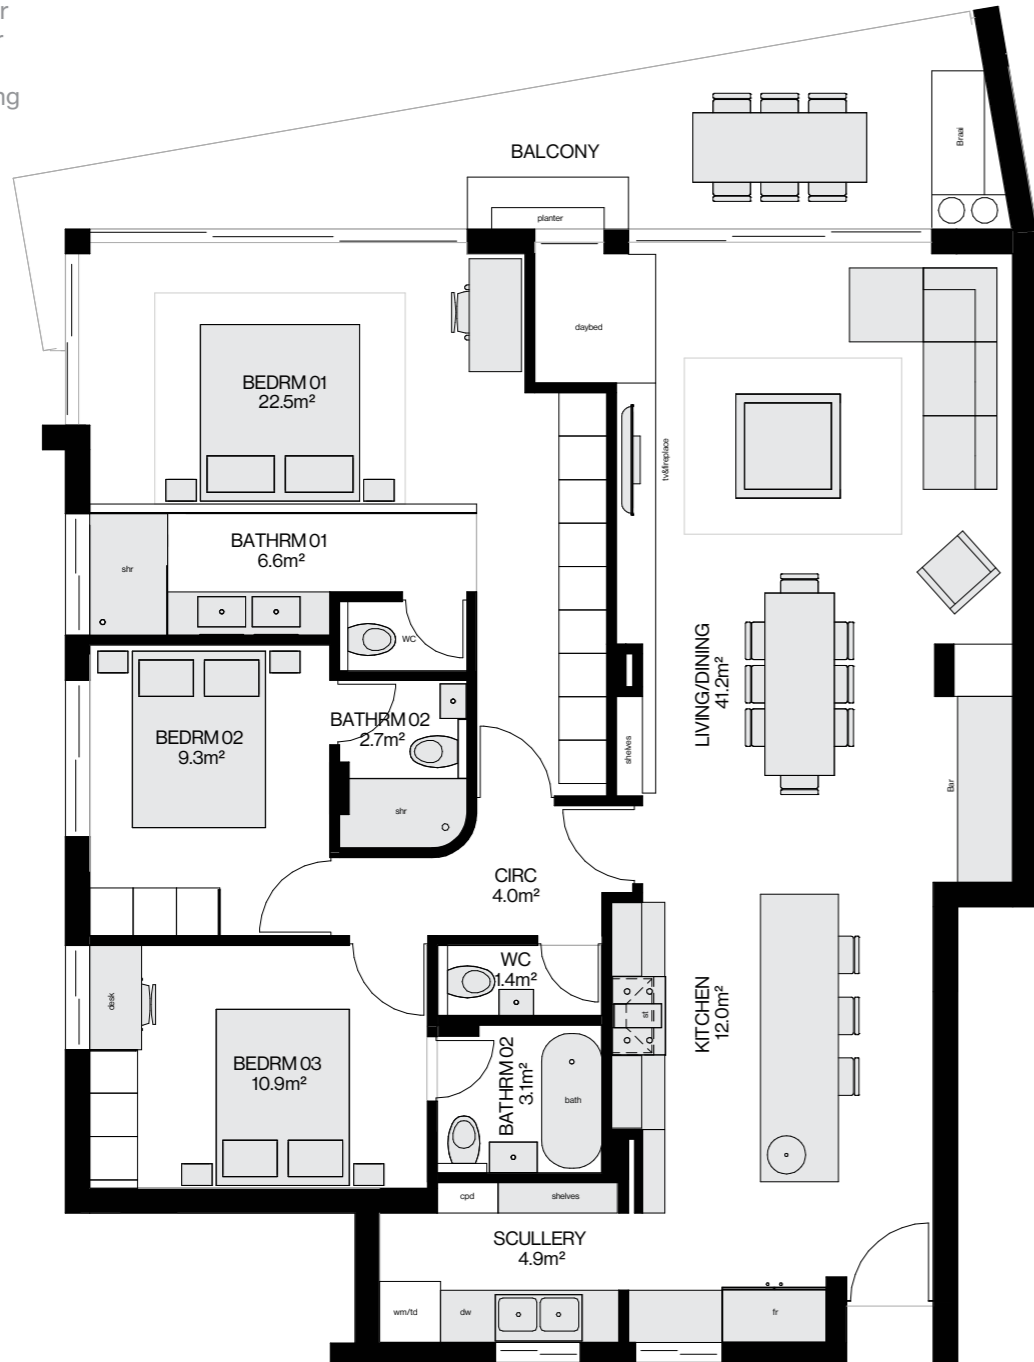 r
r
ng
BALCONY
Braai
planter
daybed
BEDRM 01
22.5m²
tv&fireplace
BATHRM 01
6.6m²
shr
WC
LIVING/DINING
41.2m²
BATHRM 02
2.7m²
BEDRM 02
9.3m²
shelves
Bar
shr
CIRC
4.0m²
WC
1.4m²
desk
st
KITCHEN
12.0m²
BEDRM 03
10.9m²
BATHRM 02
3.1m²
bath
cpd
shelves
SCULLERY
4.9m²
wm/td
dw
fr